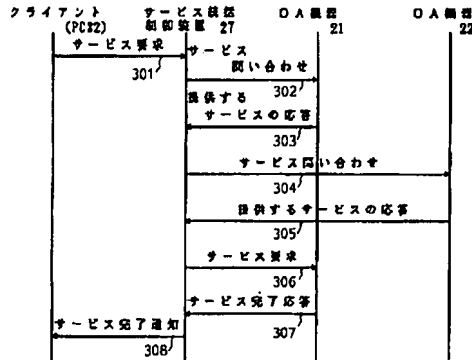 クライアント
(PC32)
サービス統括
制御装置 27
OA機器
21
OA機器
22
サービス要求
301
サービス
問い合わせ
302
提供する
サービスの応答
303
サービス問い合わせ
304
提供するサービスの応答
305
サービス要求
306
サービス完了応答
307
サービス完了通知
308